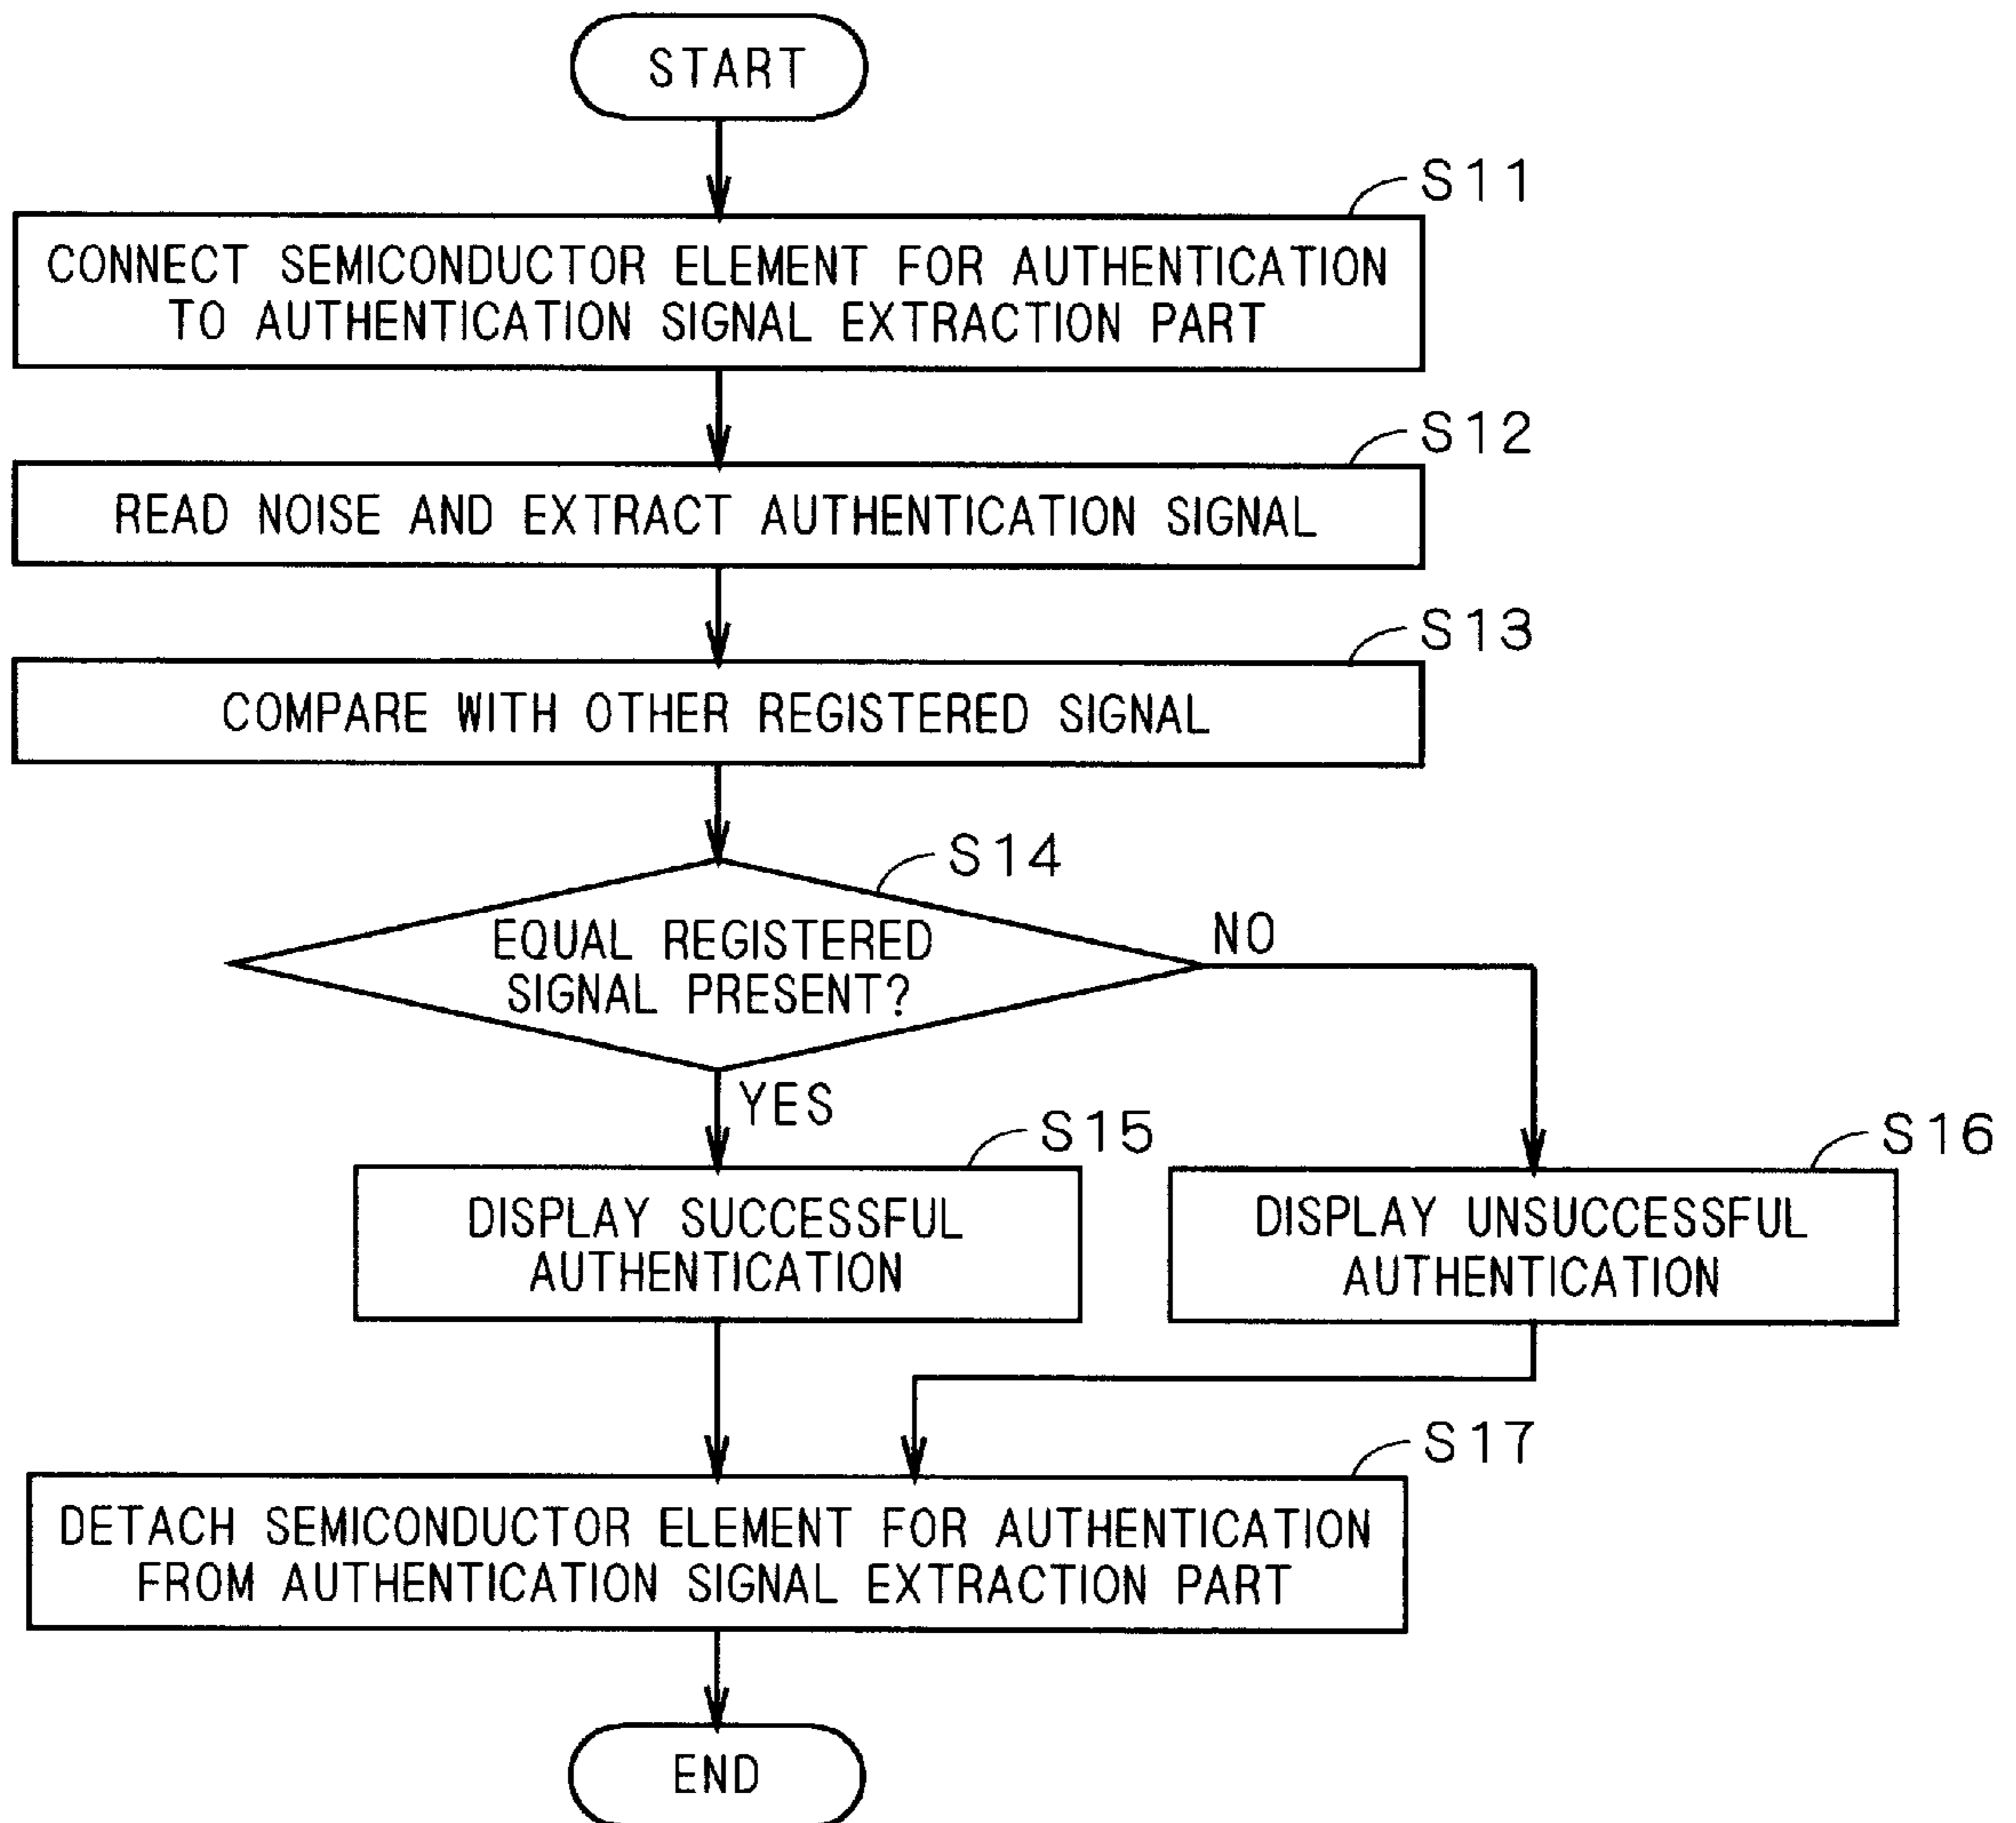 START
S11
CONNECT SEMICONDUCTOR ELEMENT FOR AUTHENTICATION
TO AUTHENTICATION SIGNAL EXTRACTION PART
S12
READ NOISE AND EXTRACT AUTHENTICATION SIGNAL
S13
COMPARE WITH OTHER REGISTERED SIGNAL
S14
EQUAL REGISTERED
SIGNAL PRESENT?
NO
YES
S15
DISPLAY SUCCESSFUL
AUTHENTICATION
S16
DISPLAY UNSUCCESSFUL
AUTHENTICATION
S17
DETACH SEMICONDUCTOR ELEMENT FOR AUTHENTICATION
FROM AUTHENTICATION SIGNAL EXTRACTION PART
END